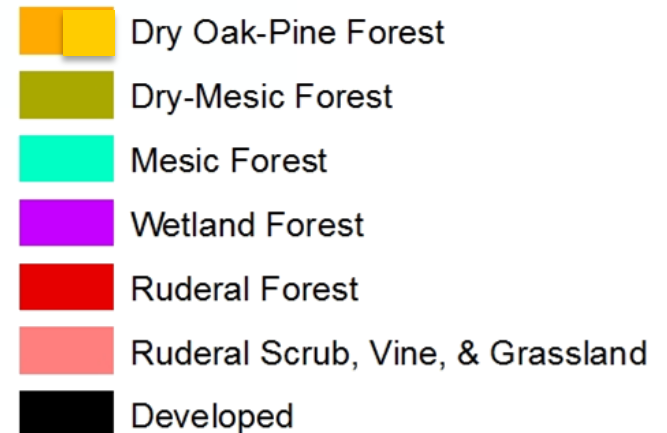 Dry Oak-Pine Forest
Dry-Mesic Forest
Mesic Forest
Wetland Forest
Ruderal Forest
Ruderal Scrub, Vine, & Grassland
Developed